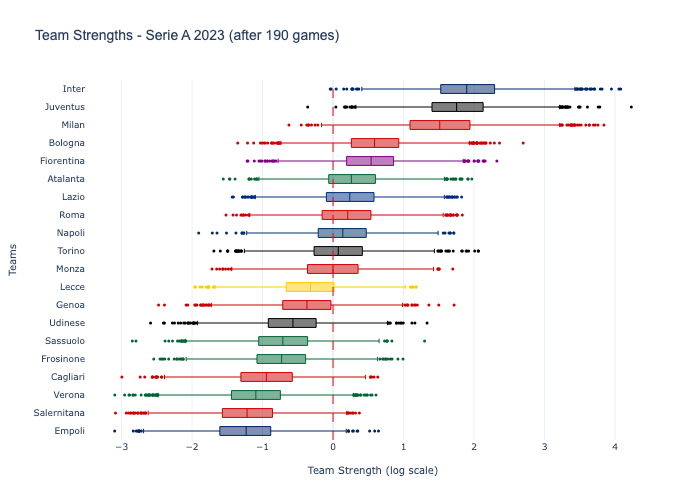 Team Strengths - Serie A 2023 (after 190 games)
Inter
Juventus
Milan
Bologna
Fiorentina
Atalanta
Lazio
Roma
Napoli
Torino
Monza
Lecce
Genoa
Udinese
Sassuolo
Frosinone
Cagliari
Verona
Salernitana
Empoli
Teams
−3 −2 −1 0 1 2 3 4
Team Strength (log scale)